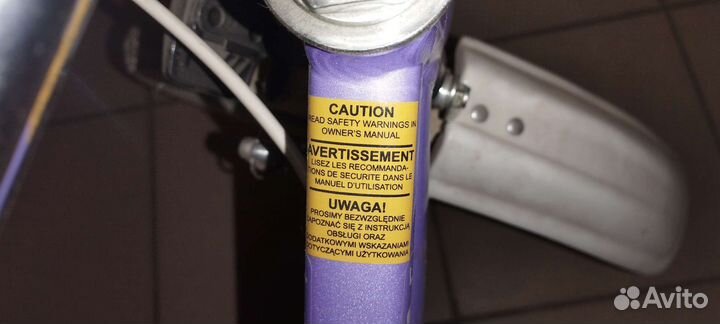 CAUTION
READ SAFETY WARNINGS IN
OWNER'S MANUAL
AVERTISSEMENT
LISEZ LES RECOMMANDA-
TIONS DE SECURITE DANS LE
MANUEL D'UTILISATION
UWAGA!
PROSIMY BEZWZGLĘDNIE
ZAPOZNAĆ SIĘ Z INSTRUKCJĄ
OBSŁUGI ORAZ
DODATKOWYMI WSKAZANIAMI
DOTYCZĄCYMI UŻYTKOWANIA
Avito